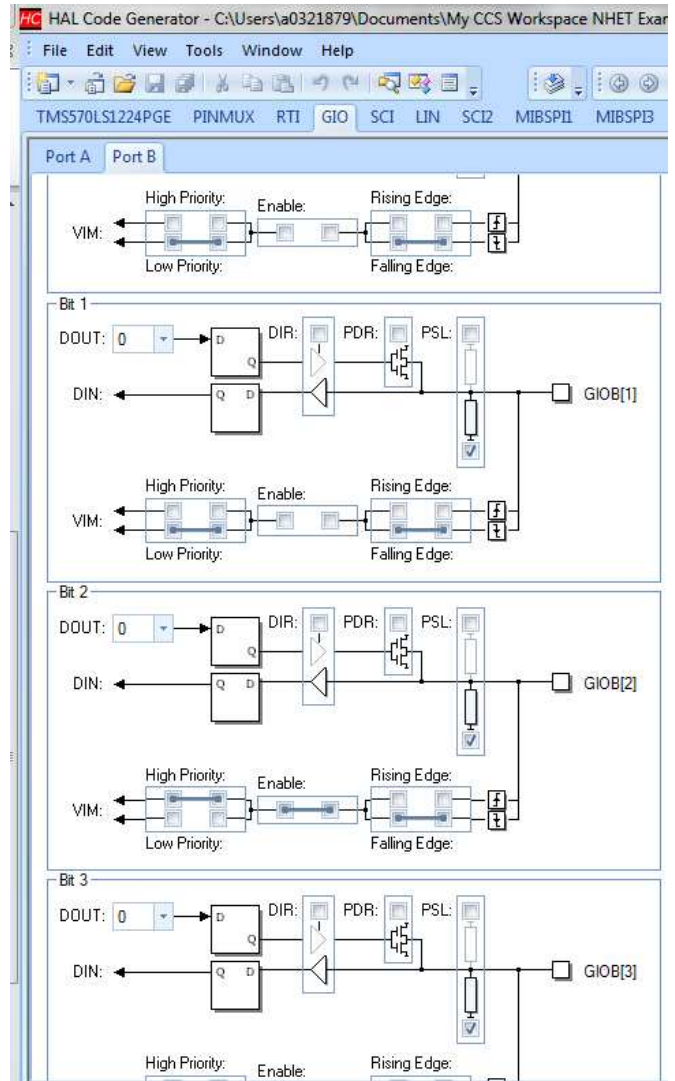 HC HAL Code Generator - C:\Users\a0321879\Documents\My CCS Workspace NHET Exar
File Edit View Tools Window Help
TMS570LS1224PGE PINMUX RTI GIO SCI LIN SCI2 MIBSPI1 MIBSPI3
Port A Port B
High Priority: Enable: Rising Edge:
VIM:
Low Priority: Falling Edge:
Bit 1
DOUT: 0 D Q DIR: PDR: PSL:
DIN: Q D GIOB[1]
High Priority: Enable: Rising Edge:
VIM:
Low Priority: Falling Edge:
Bit 2
DOUT: 0 D Q DIR: PDR: PSL:
DIN: Q D GIOB[2]
High Priority: Enable: Rising Edge:
VIM:
Low Priority: Falling Edge:
Bit 3
DOUT: 0 D Q DIR: PDR: PSL:
DIN: Q D GIOB[3]
High Priority: Enable: Rising Edge: